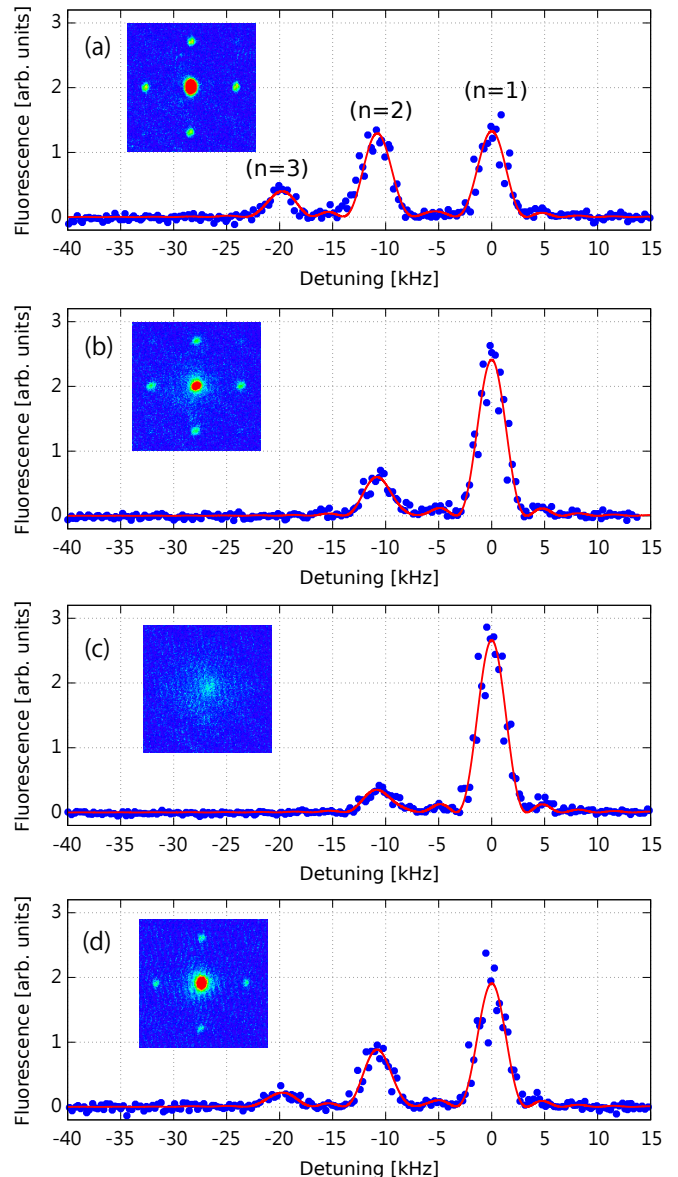 (a)
(n=1)
(n=2)
(n=3)
Fluorescence [arb. units]
3
2
1
0
-40 -35 -30 -25 -20 -15 -10 -5 0 5 10 15
Detuning [kHz]
(b)
Fluorescence [arb. units]
3
2
1
0
-40 -35 -30 -25 -20 -15 -10 -5 0 5 10 15
Detuning [kHz]
(c)
Fluorescence [arb. units]
3
2
1
0
-40 -35 -30 -25 -20 -15 -10 -5 0 5 10 15
Detuning [kHz]
(d)
Fluorescence [arb. units]
3
2
1
0
-40 -35 -30 -25 -20 -15 -10 -5 0 5 10 15
Detuning [kHz]